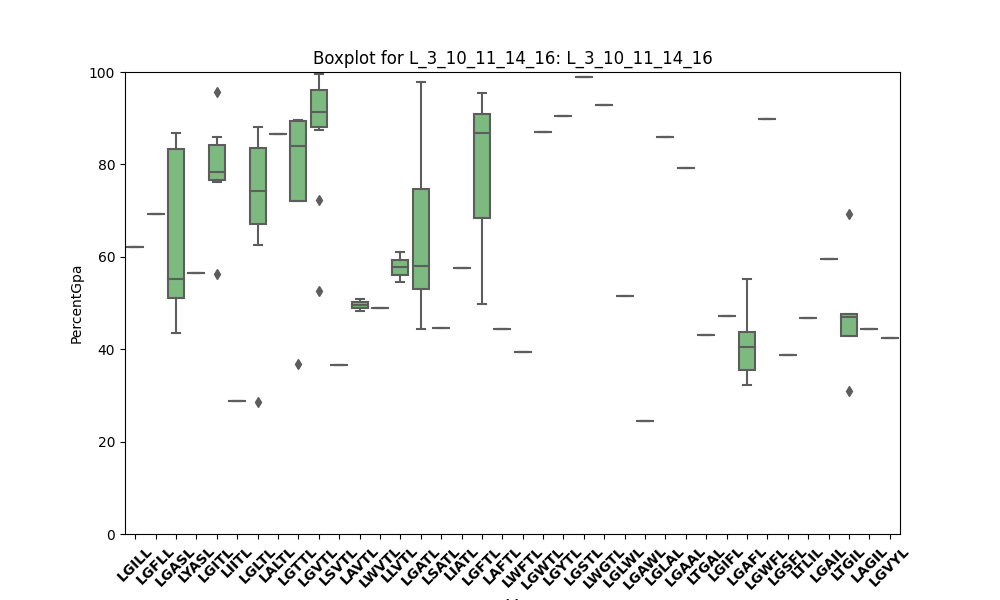 Boxplot for L_3_10_11_14_16: L_3_10_11_14_16
PercentGpa
100
80
60
40
20
0
LGILL LGFLL LGASL LYASL LGITL LIITL LGLTL LALTL LGTTL LGVTL LSVTL LAVTL LWVTL LLVTL LGATL LSATL LIATL LGFTL LAFTL LWFTL LGWTL LGYTL LGSTL LWGTL LGLWL LGAWL LGLAL LGAAL LTGAL LGIFL LGAFL LGWFL LGSFL LTLIL LGAIL LTGIL LAGIL LGVYL